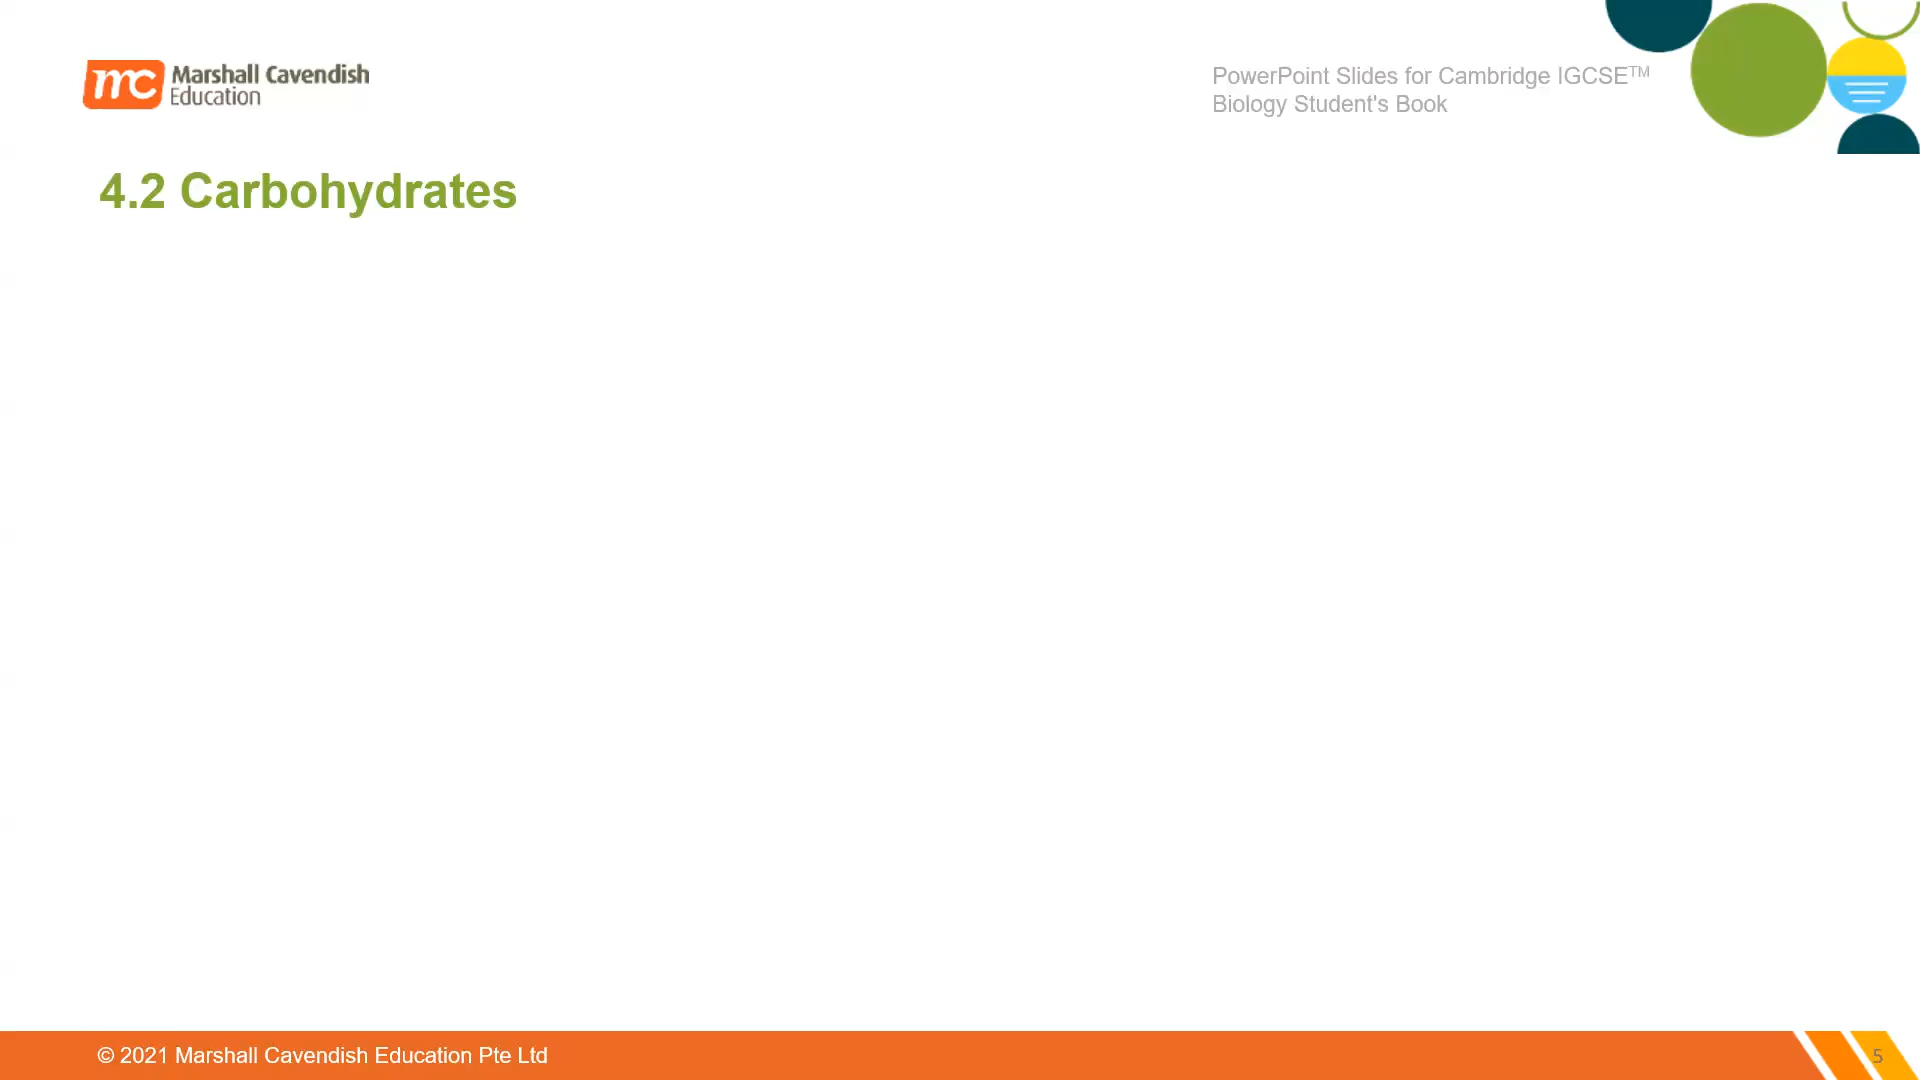 mc Marshall Cavendish
Education
PowerPoint Slides for Cambridge IGCSE™
Biology Student's Book
4.2 Carbohydrates
© 2021 Marshall Cavendish Education Pte Ltd
5